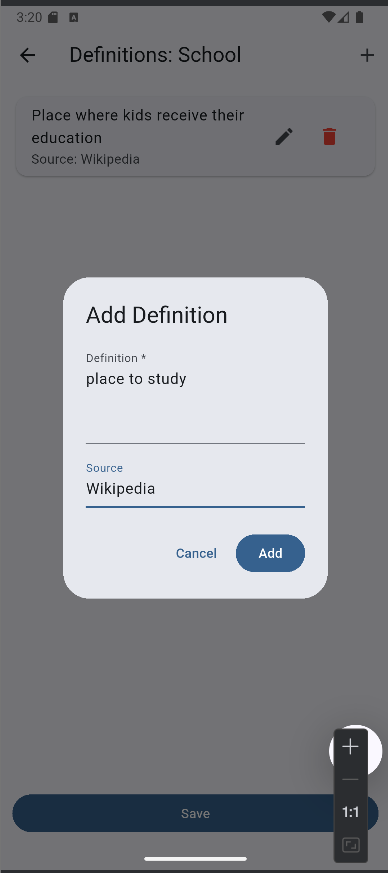 3:20
A
Definitions: School
Place where kids receive their
education
Source: Wikipedia
Add Definition
Definition *
place to study
Source
Wikipedia
Cancel
Add
1:1
Save